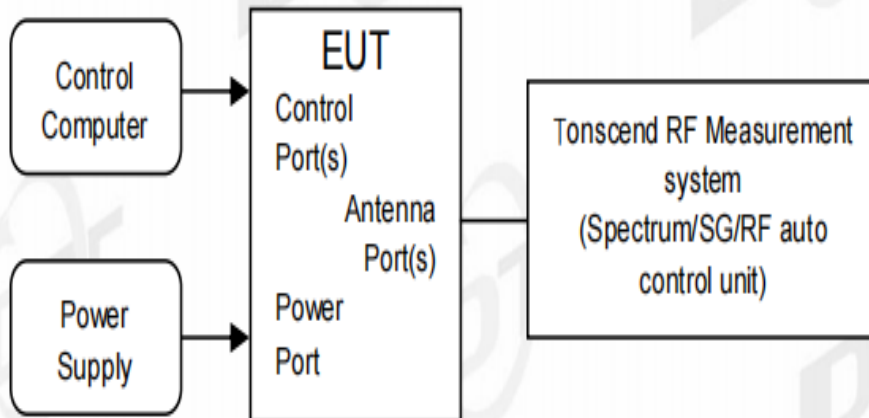 Control
Computer
Power
Supply
EUT
Control
Port(s)
Antenna
Port(s)
Power
Port
Tonscend RF Measurement
system
(Spectrum/SG/RF auto
control unit)